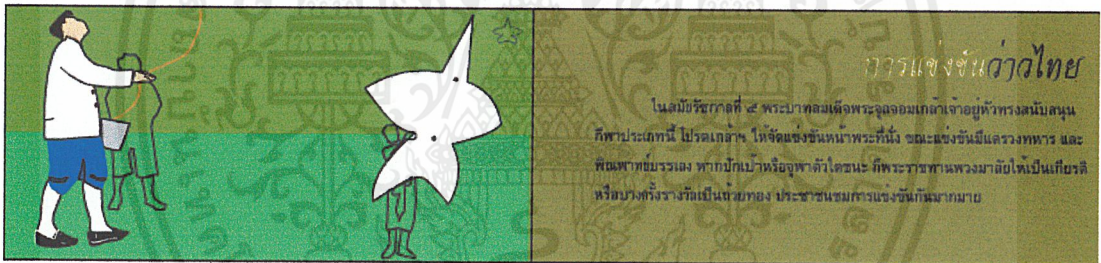 การแข่งขันว่าวไทย
ในสมัยรัชกาลที่ ๕ พระบาทสมเด็จพระจุลจอมเกล้าเจ้าอยู่หัวทรงสนับสนุน
กีฬาประเภทนี้ โปรดเกล้าฯ ให้จัดแข่งขันหน้าพระที่นั่ง ขณะแข่งขันมีแตรวงทหาร และ
พิณพาทย์บรรเลง หากปักเป้าหรือจุฬาตัวใดชนะ ก็พระราชทานพวงมาลัยให้เป็นเกียรติ
หรือบางครั้งรางวัลเป็นถ้วยทอง ประชาชนชมการแข่งขันกันมากมาย